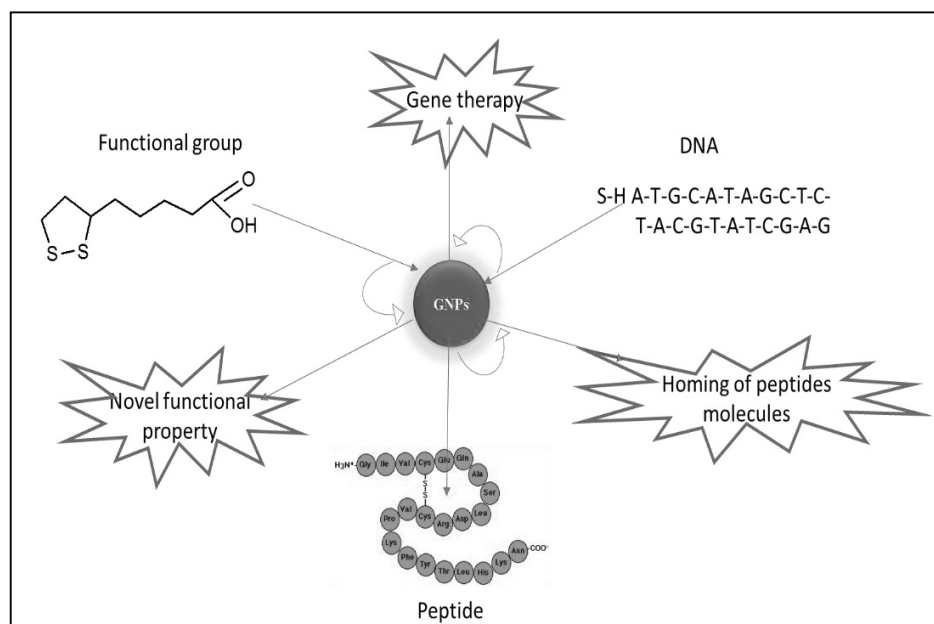 Gene therapy
Functional group
DNA
O
OH
S-S
S-H A-T-G-C-A-T-A-G-C-T-C-
T-A-C-G-T-A-T-C-G-A-G
GNPs
Novel functional
property
Homing of peptides
molecules
H₃N⁺-Gly Ile Val Cys Glu Gln
Ala
Ser
Leu
Asp
Arg
Cys
Val
Pro
Lys
Phe
Tyr
Thr
Leu
His
Lys
Asn-COO⁻
S
S
Peptide